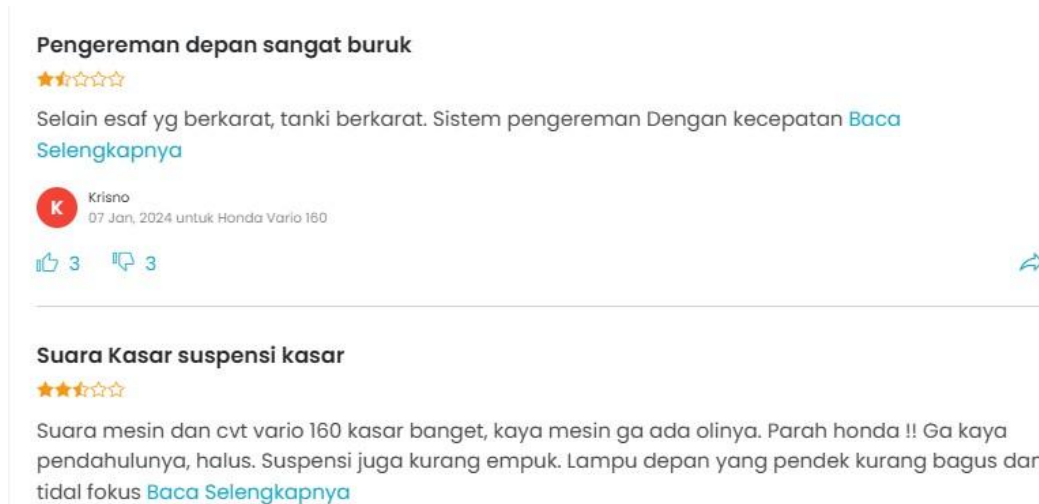 Pengereman depan sangat buruk
Selain esaf yg berkarat, tanki berkarat. Sistem pengereman Dengan kecepatan Baca
Selengkapnya
K
Krisno
07 Jan, 2024 untuk Honda Vario 160
3 3
Suara Kasar suspensi kasar
Suara mesin dan cvt vario 160 kasar banget, kaya mesin ga ada olinya. Parah honda !! Ga kaya
pendahulunya, halus. Suspensi juga kurang empuk. Lampu depan yang pendek kurang bagus dan
tidal fokus Baca Selengkapnya